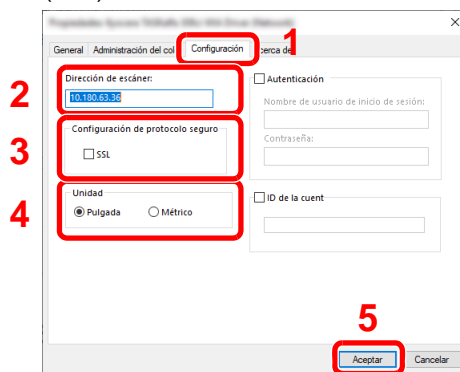 1
General Administración del col Configuración cerca de
2
Dirección de escáner:
10.180.63.36
3
Configuración de protocolo seguro
SSL
4
Unidad
Pulgada Métrico
Autenticación
Nombre de usuario de inicio de sesión:
Contraseña:
ID de la cuent
5
Aceptar Cancelar